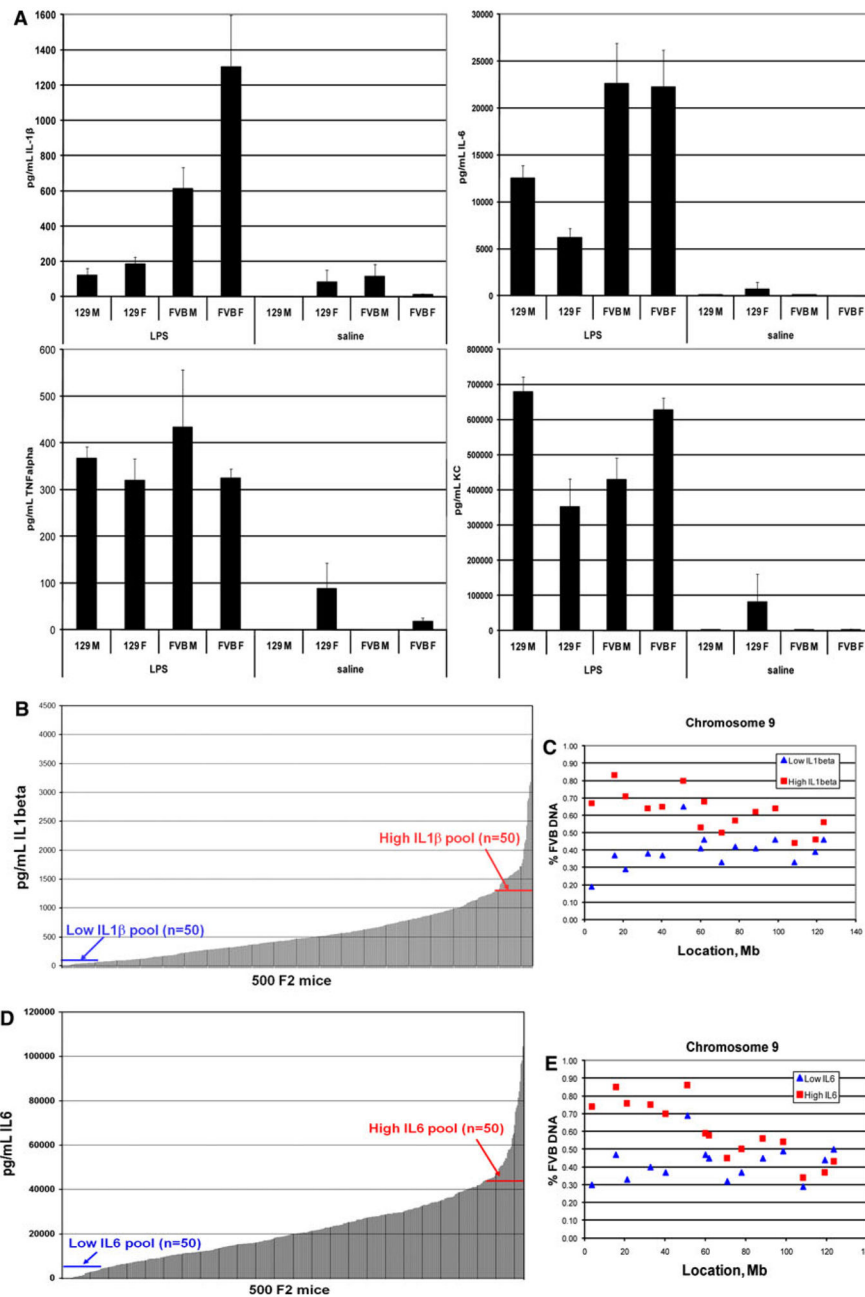 A
pg/mL IL-1β
1600
1400
1200
1000
800
600
400
200
0
129 M 129 F FVB M FVB F 129 M 129 F FVB M FVB F
LPS saline
pg/mL IL-6
30000
25000
20000
15000
10000
5000
0
129 M 129 F FVB M FVB F 129 M 129 F FVB M FVB F
LPS saline
pg/mL TNFalpha
600
500
400
300
200
100
0
129 M 129 F FVB M FVB F 129 M 129 F FVB M FVB F
LPS saline
pg/mL KC
800000
700000
600000
500000
400000
300000
200000
100000
0
129 M 129 F FVB M FVB F 129 M 129 F FVB M FVB F
LPS saline
B
pg/mL IL1beta
4500
4000
3500
3000
2500
2000
1500
1000
500
0
High IL1β pool (n=50)
Low IL1β pool (n=50)
500 F2 mice
Chromosome 9
C
% FVB DNA
1.00
0.90
0.80
0.70
0.60
0.50
0.40
0.30
0.20
0.10
0.00
Low IL1beta
High IL1beta
0 20 40 60 80 100 120 140
Location, Mb
D
pg/mL IL6
120000
100000
80000
60000
40000
20000
0
High IL6 pool (n=50)
Low IL6 pool (n=50)
500 F2 mice
Chromosome 9
E
% FVB DNA
1.00
0.90
0.80
0.70
0.60
0.50
0.40
0.30
0.20
0.10
0.00
Low IL6
High IL6
0 20 40 60 80 100 120
Location, Mb